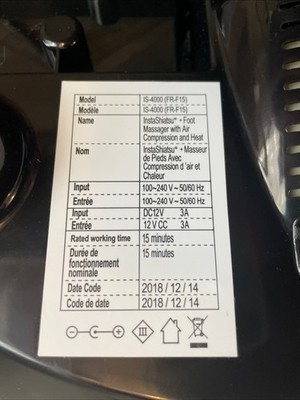 Model IS-4000 (FR-F15)
Modèle IS-4000 (FR-F15)
Name InstaShiatsu⁺ + Foot
Massager with Air
Compression and Heat
Nom InstaShiatsu⁺ + Masseur
de Pieds Avec
Compression d'air et
Chaleur
Input 100~240 V~50/60 Hz
Entrée 100~240 V~50/60 Hz
Input DC12V 3A
Entrée 12V CC 3A
Rated working time 15 minutes
Durée de 15 minutes
fonctionnement
nominale
Date Code 2018 / 12 / 14
Code de date 2018 / 12 / 14
III